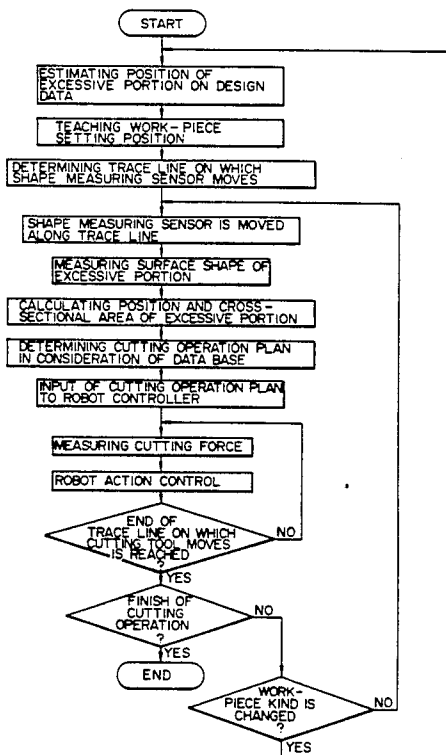 START
ESTIMATING POSITION OF
EXCESSIVE PORTION ON DESIGN
DATA
TEACHING WORK-PIECE
SETTING POSITION
DETERMINING TRACE LINE ON WHICH
SHAPE MEASURING SENSOR MOVES
SHAPE MEASURING SENSOR IS MOVED
ALONG TRACE LINE
MEASURING SURFACE SHAPE OF
EXCESSIVE PORTION
CALCULATING POSITION AND CROSS-
SECTIONAL AREA OF EXCESSIVE PORTION
DETERMINING CUTTING OPERATION PLAN
IN CONSIDERATION OF DATA BASE
INPUT OF CUTTING OPERATION PLAN
TO ROBOT CONTROLLER
MEASURING CUTTING FORCE
ROBOT ACTION CONTROL
END OF
TRACE LINE ON WHICH
CUTTING TOOL MOVES
IS REACHED
?
NO
YES
FINISH OF
CUTTING
OPERATION
?
NO
YES
END
WORK-
PIECE KIND IS
CHANGED
?
NO
YES